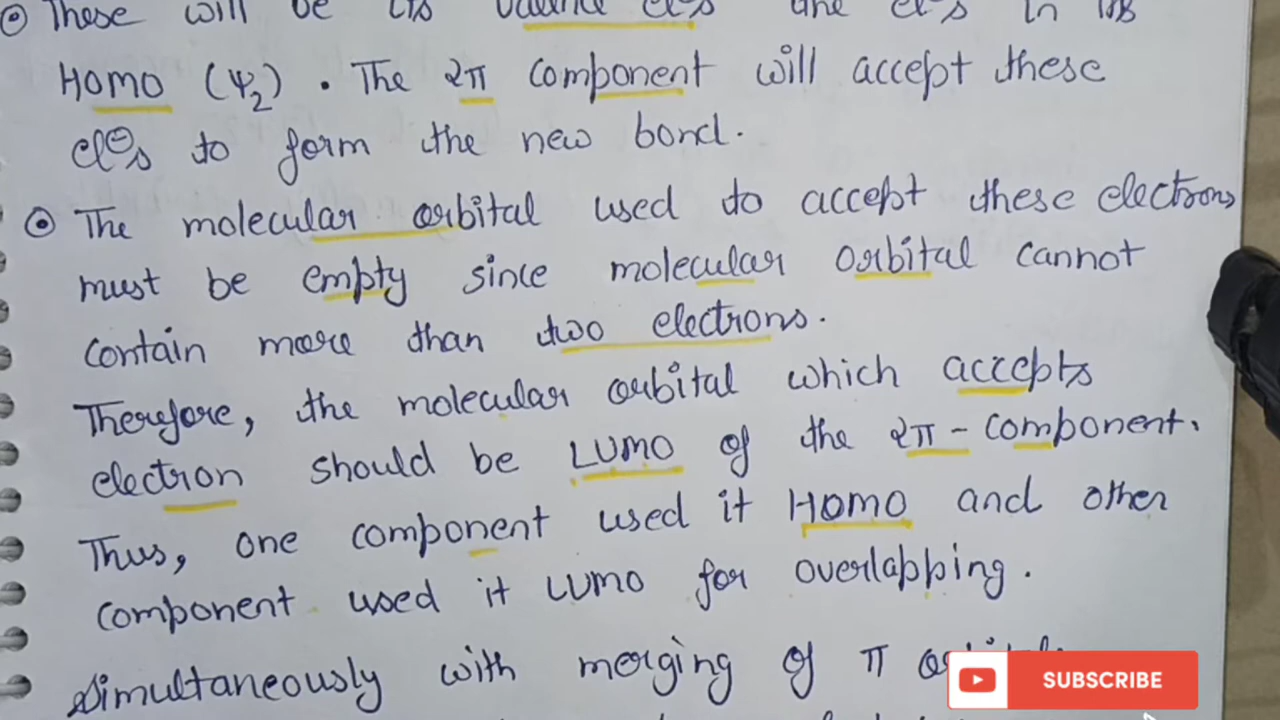 ⊙ These will be its valence el⊖s the el⊖s in its
HOMO (Ψ2). The 2π component will accept these
el⊖s to form the new bond.
⊙ The molecular orbital used to accept these electrons
must be empty since molecular orbital cannot
contain more than two electrons.
Therefore, the molecular orbital which accepts
electron should be LUMO of the 2π- component.
Thus, one component used it HOMO and other
component used it LUMO for overlapping.
Simultaneously with merging of π
SUBSCRIBE